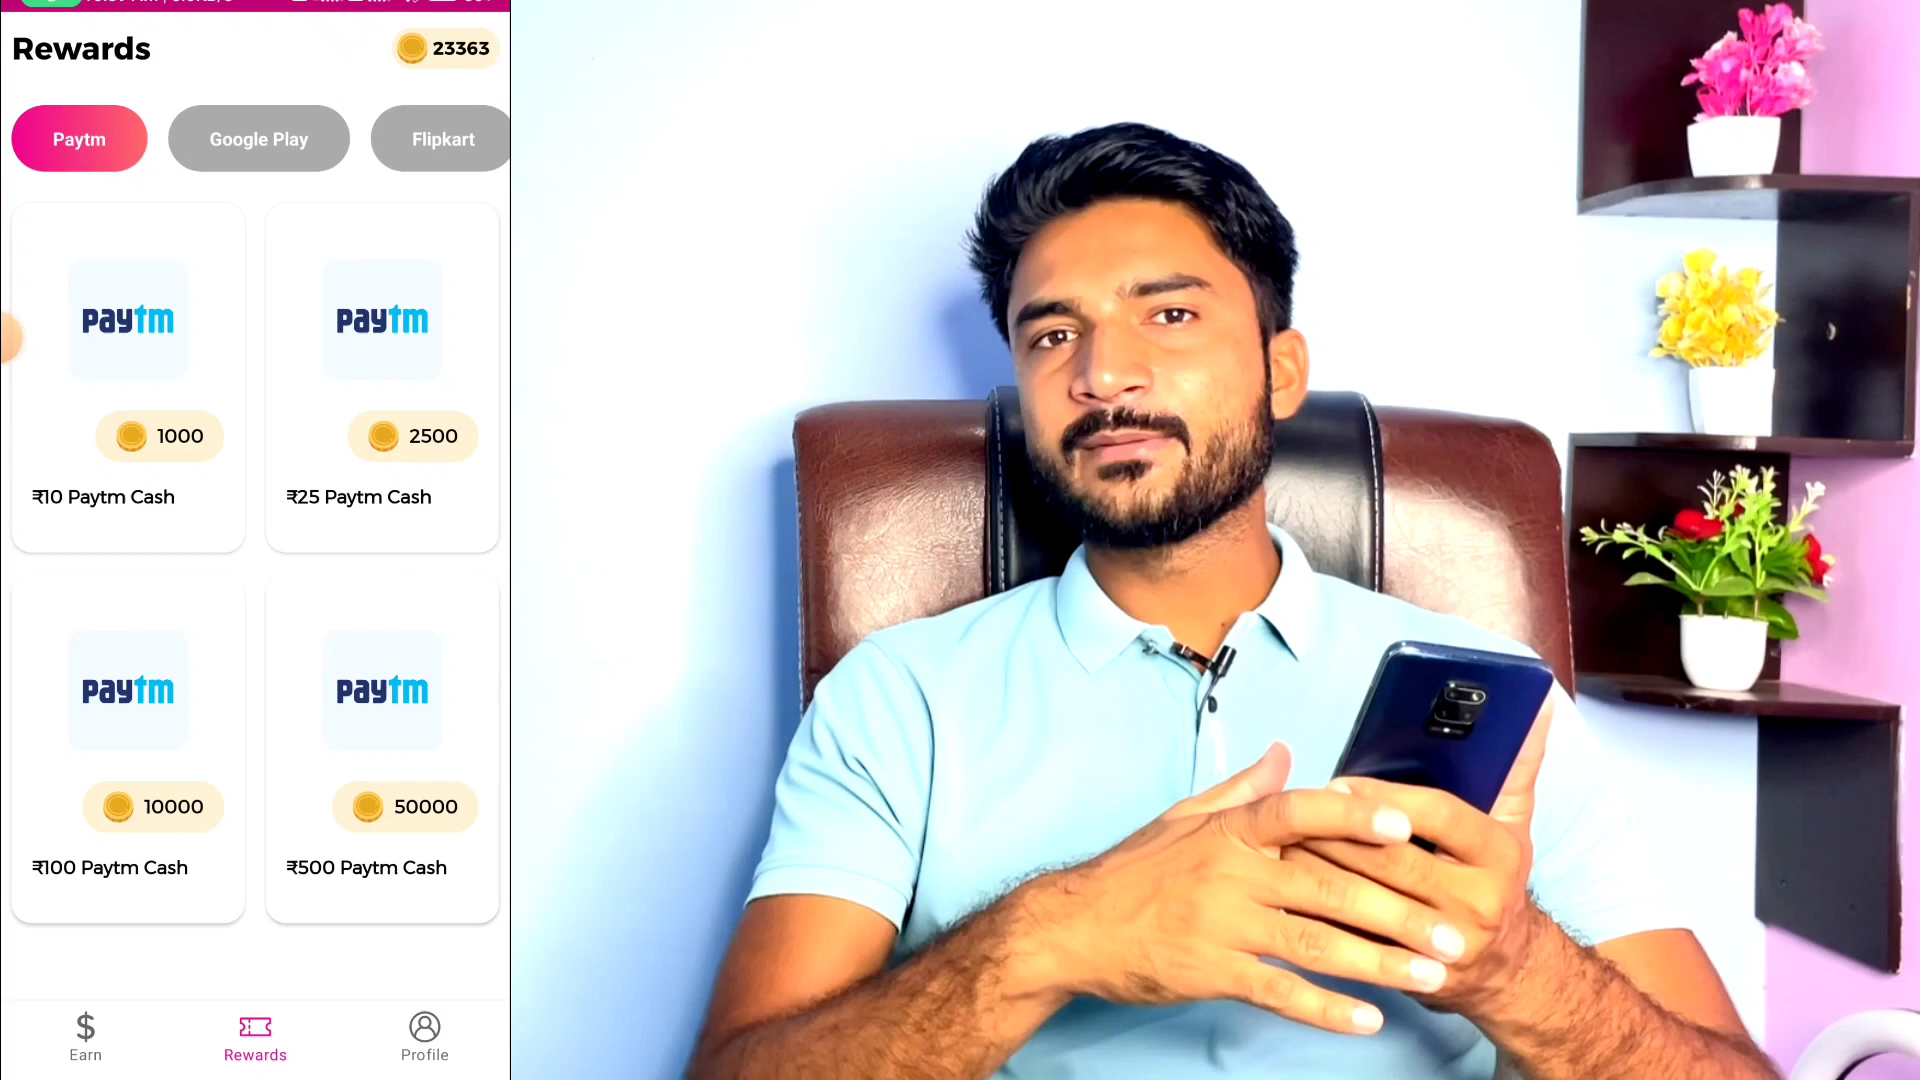 Rewards
23363
Paytm
Google Play
Flipkart
paytm
paytm
1000
2500
₹10 Paytm Cash
₹25 Paytm Cash
paytm
paytm
10000
50000
₹100 Paytm Cash
₹500 Paytm Cash
$
Earn
Rewards
Profile